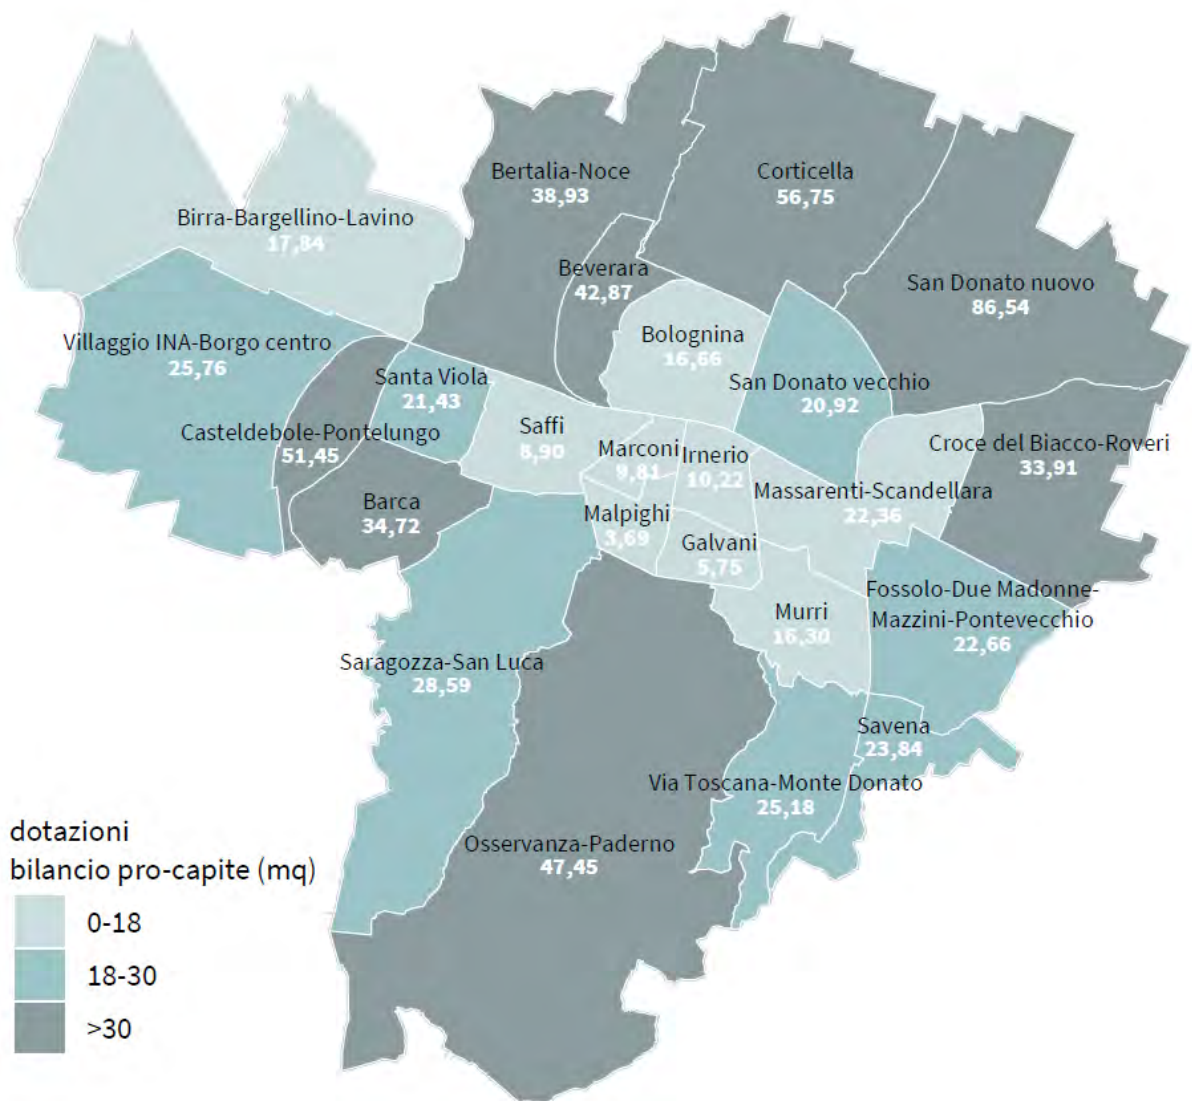 Bertalia-Noce
38,93
Corticella
56,75
Birra-Bargellino-Lavino
17,84
Beverara
42,87
San Donato nuovo
86,54
Bolognina
16,66
Villaggio INA-Borgo centro
25,76
Santa Viola
21,43
San Donato vecchio
20,92
Casteldebole-Pontelungo
51,45
Saffi
8,90
Marconi
9,81
Irnerio
10,22
Croce del Biacco-Roveri
33,91
Barca
34,72
Massarenti-Scandellara
22,36
Malpighi
3,69
Galvani
5,75
Fossolo-Due Madonne-
Mazzini-Pontevecchio
22,66
Murri
16,30
Saragozza-San Luca
28,59
Savena
23,84
Via Toscana-Monte Donato
25,18
Osservanza-Paderno
47,45
dotazioni
bilancio pro-capite (mq)
0-18
18-30
>30